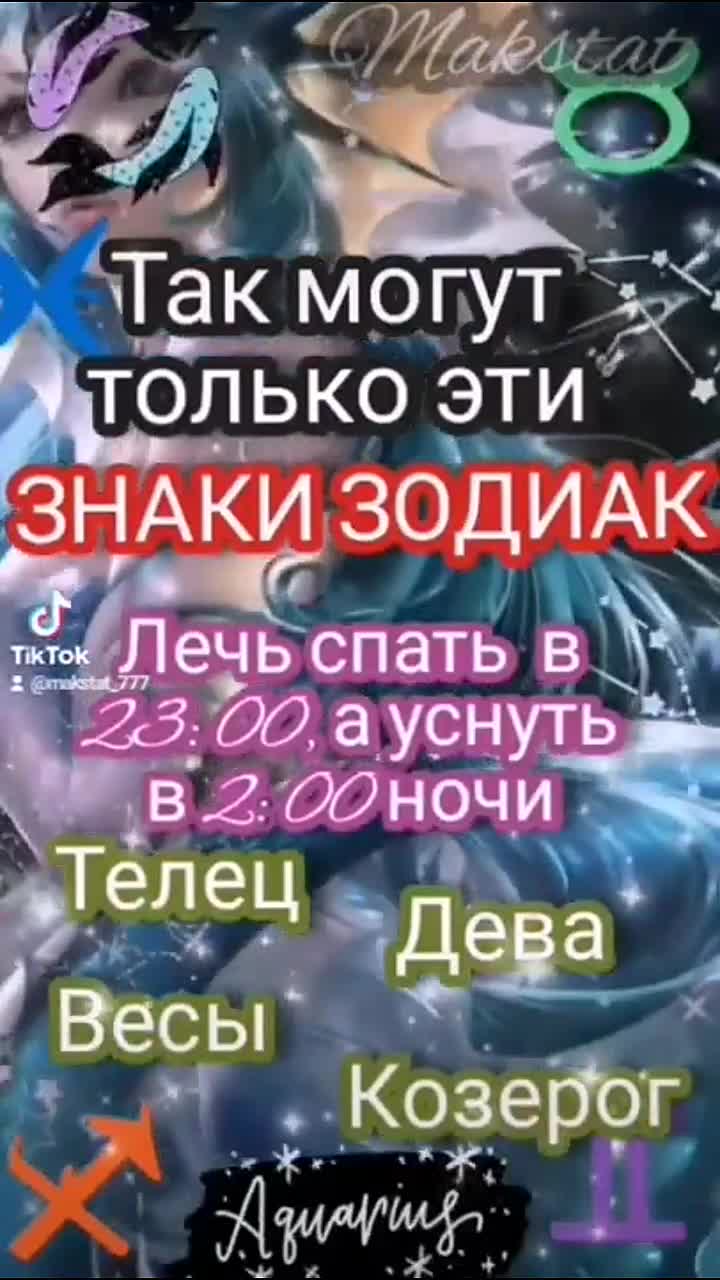 Makstat
Так могут
только эти
ЗНАКИ ЗОДИАК
TikTok
@makstat_777
Лечь спать в
23:00, а уснуть
в 2:00 ночи
Телец
Дева
Весы
Козерог
Aquarius